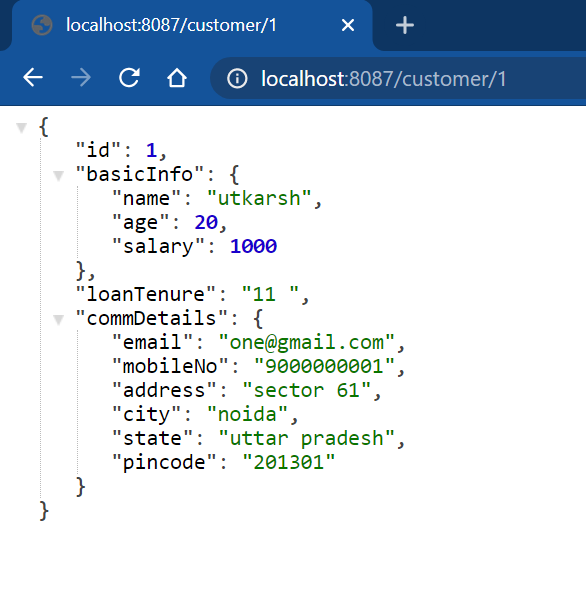 localhost:8087/customer/1
localhost:8087/customer/1
{
"id": 1,
"basicInfo": {
"name": "utkarsh",
"age": 20,
"salary": 1000
},
"loanTenure": "11 ",
"commDetails": {
"email": "one@gmail.com",
"mobileNo": "9000000001",
"address": "sector 61",
"city": "noida",
"state": "uttar pradesh",
"pincode": "201301"
}
}